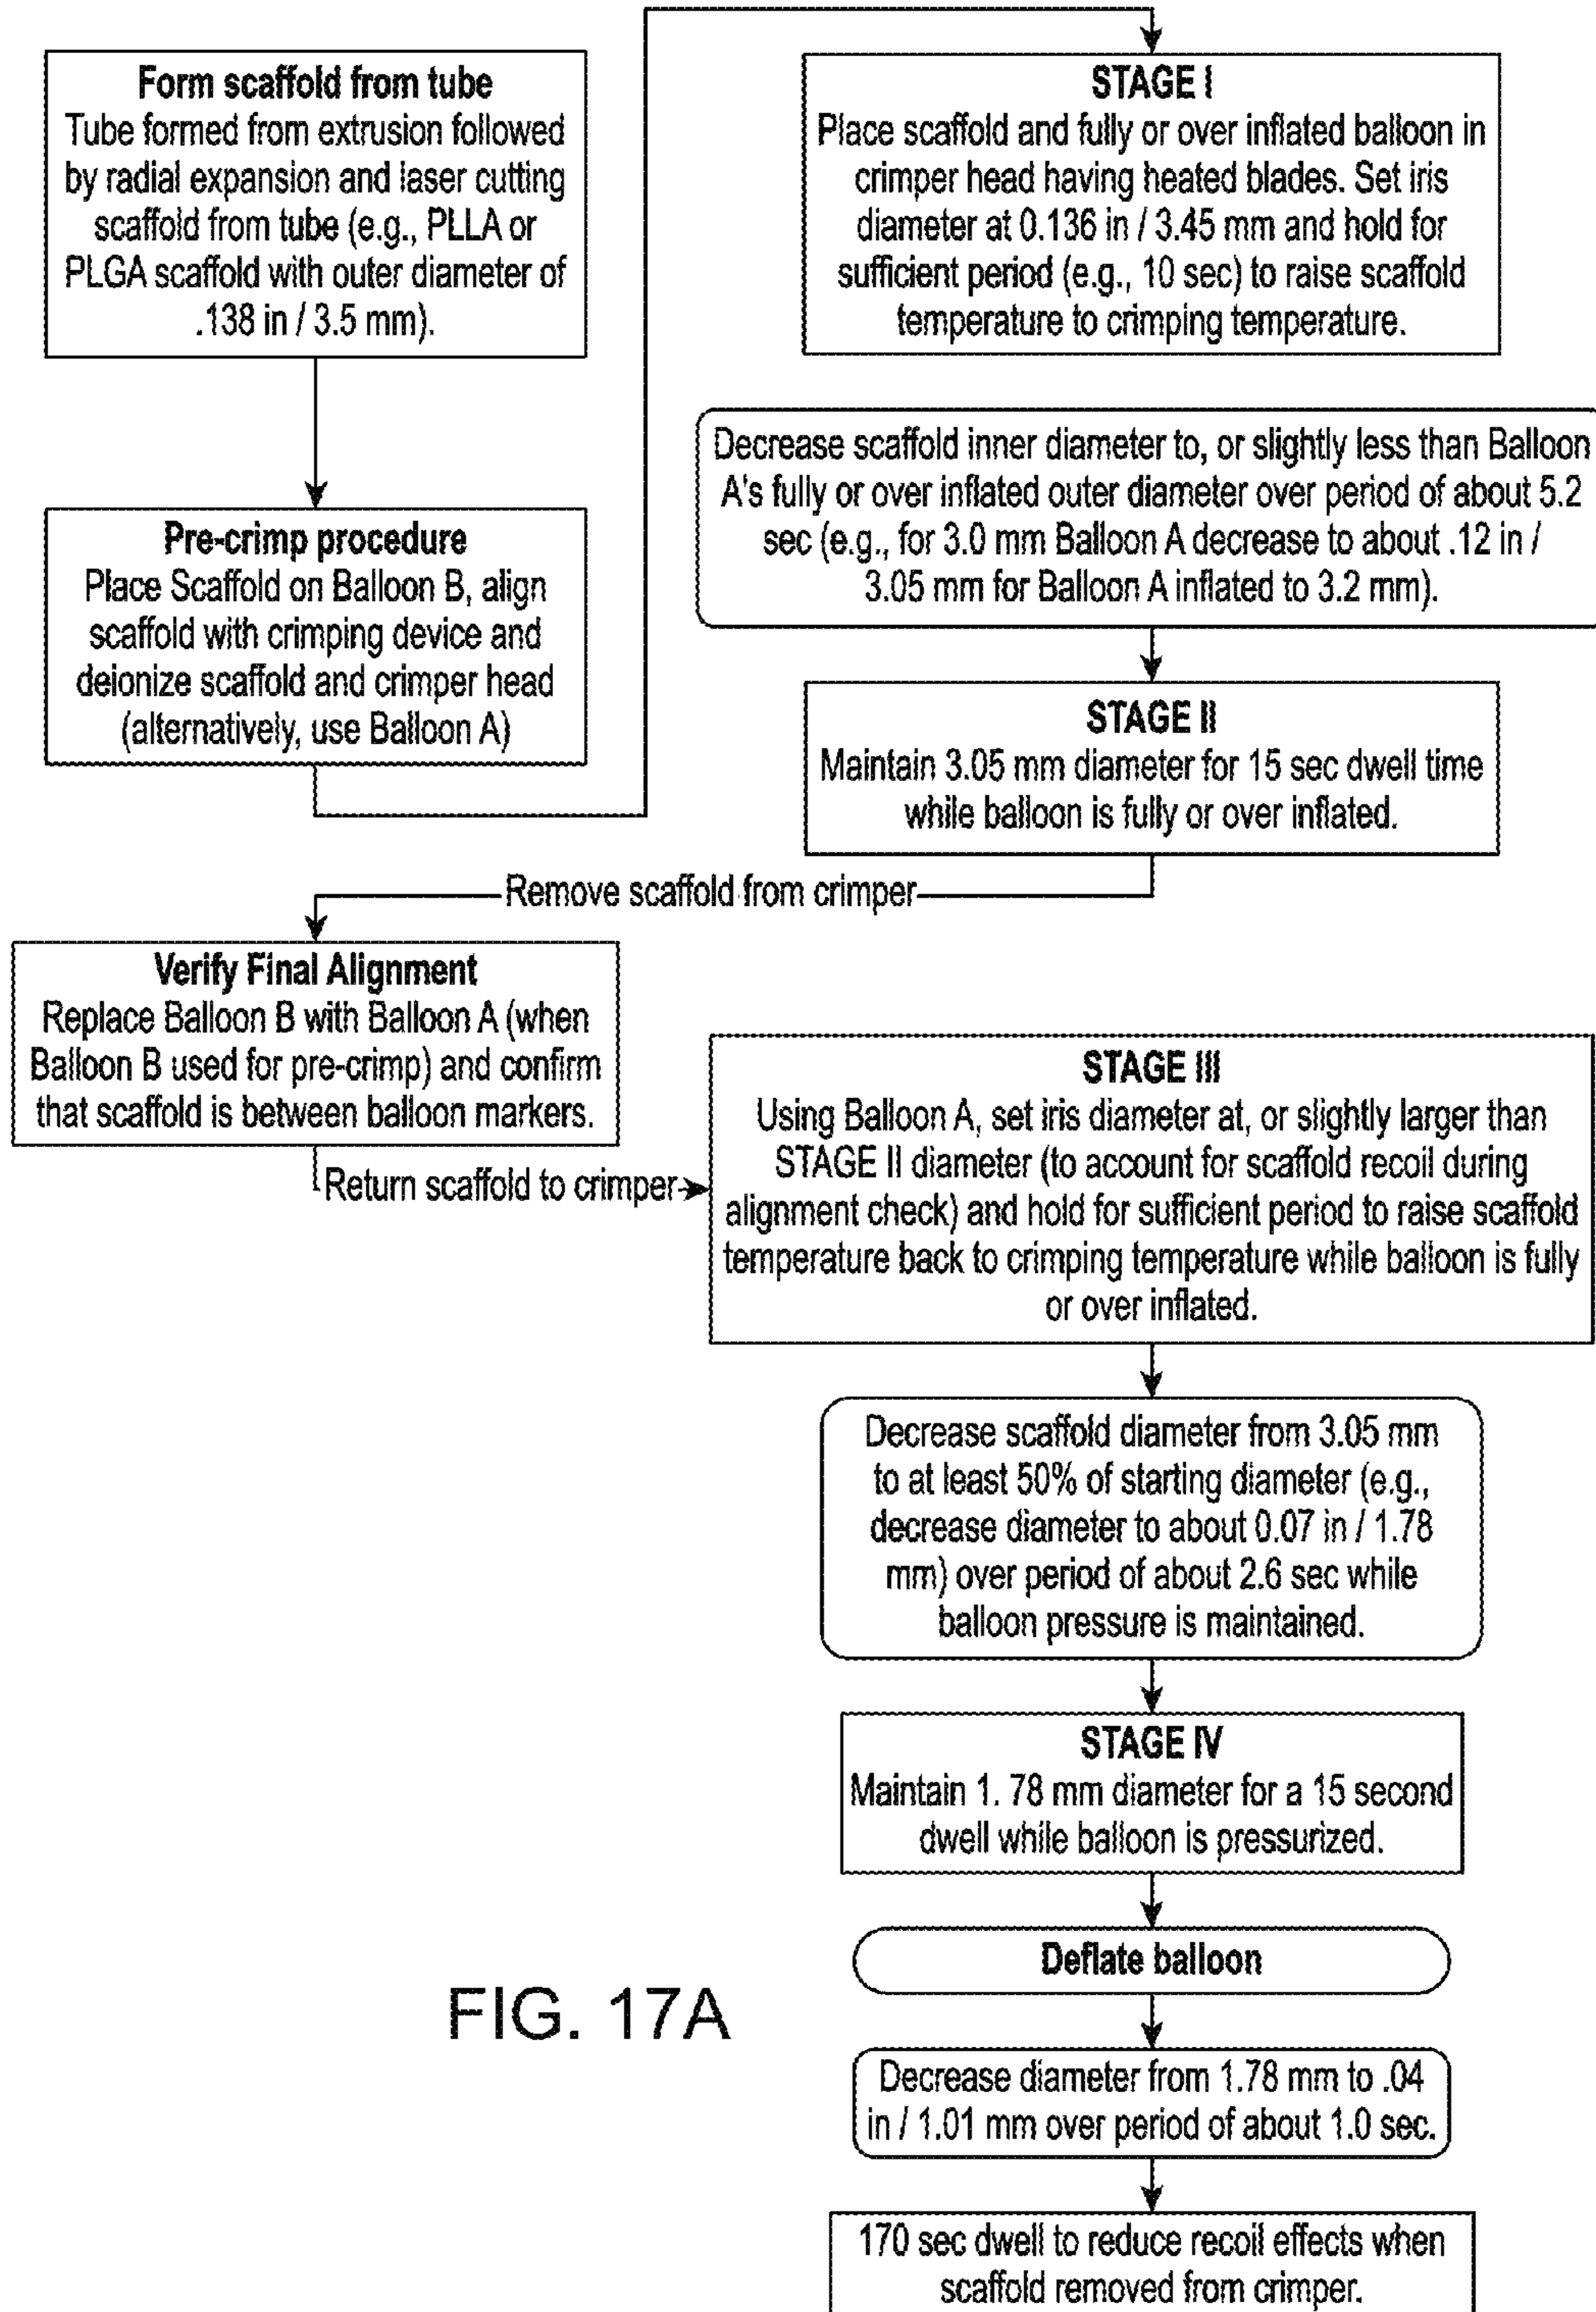 Form scaffold from tube
Tube formed from extrusion followed
by radial expansion and laser cutting
scaffold from tube (e.g., PLLA or
PLGA scaffold with outer diameter of
.138 in / 3.5 mm).
Pre-crimp procedure
Place Scaffold on Balloon B, align
scaffold with crimping device and
deionize scaffold and crimper head
(alternatively, use Balloon A)
STAGE I
Place scaffold and fully or over inflated balloon in
crimper head having heated blades. Set iris
diameter at 0.136 in / 3.45 mm and hold for
sufficient period (e.g., 10 sec) to raise scaffold
temperature to crimping temperature.
Decrease scaffold inner diameter to, or slightly less than Balloon
A's fully or over inflated outer diameter over period of about 5.2
sec (e.g., for 3.0 mm Balloon A decrease to about .12 in /
3.05 mm for Balloon A inflated to 3.2 mm).
STAGE II
Maintain 3.05 mm diameter for 15 sec dwell time
while balloon is fully or over inflated.
Remove scaffold from crimper
Verify Final Alignment
Replace Balloon B with Balloon A (when
Balloon B used for pre-crimp) and confirm
that scaffold is between balloon markers.
Return scaffold to crimper
STAGE III
Using Balloon A, set iris diameter at, or slightly larger than
STAGE II diameter (to account for scaffold recoil during
alignment check) and hold for sufficient period to raise scaffold
temperature back to crimping temperature while balloon is fully
or over inflated.
Decrease scaffold diameter from 3.05 mm
to at least 50% of starting diameter (e.g.,
decrease diameter to about 0.07 in / 1.78
mm) over period of about 2.6 sec while
balloon pressure is maintained.
STAGE IV
Maintain 1. 78 mm diameter for a 15 second
dwell while balloon is pressurized.
Deflate balloon
Decrease diameter from 1.78 mm to .04
in / 1.01 mm over period of about 1.0 sec.
170 sec dwell to reduce recoil effects when
scaffold removed from crimper.
FIG. 17A